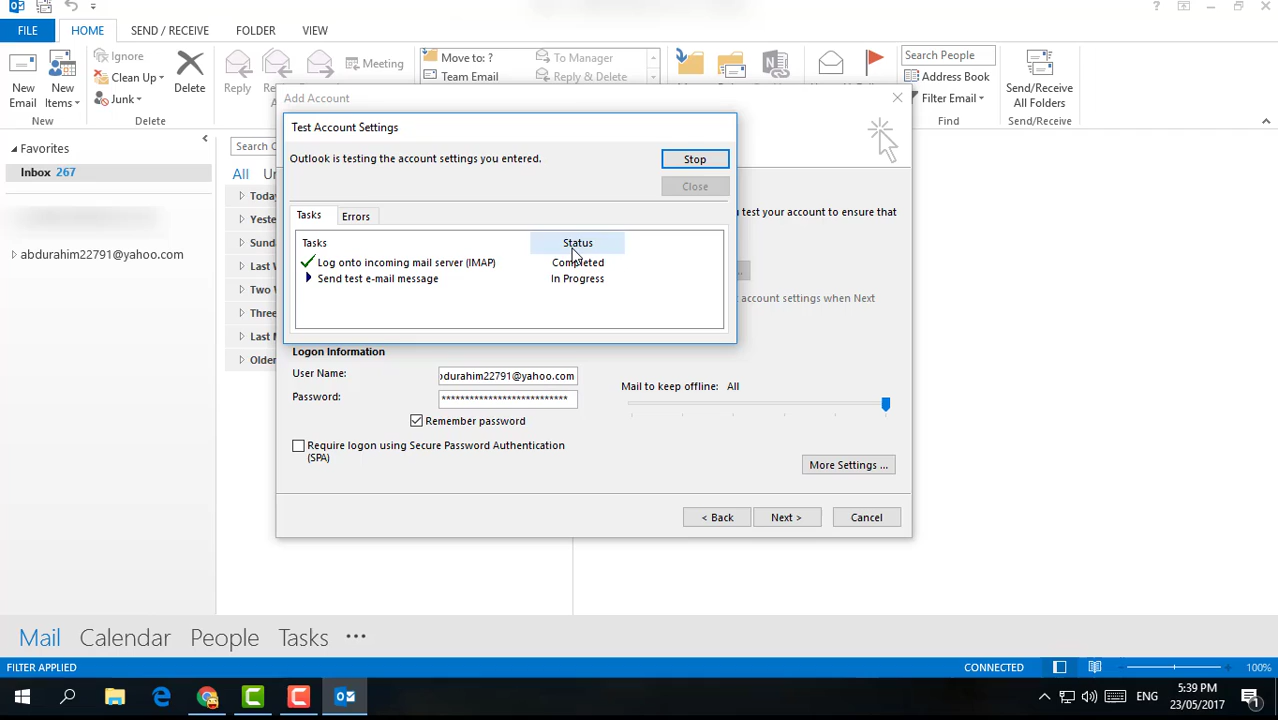 FILE HOME SEND / RECEIVE FOLDER VIEW
New Email
New Items
Ignore
Clean Up
Junk
Delete
Reply
Meeting
Move to: ?
Team Email
To Manager
Reply & Delete
Search People
Address Book
Filter Email
Send/Receive All Folders
New Delete Find Send/Receive
Favorites
Inbox 267
abdurahim22791@yahoo.com
All
Older
Add Account
Test Account Settings
Outlook is testing the account settings you entered.
Stop
Close
Tasks Errors
Tasks Status
Log onto incoming mail server (IMAP) Completed
Send test e-mail message In Progress
test your account to ensure that
account settings when Next
Logon Information
User Name: bdurahim22791@yahoo.com
Password: ****************************
Remember password
Require logon using Secure Password Authentication
(SPA)
Mail to keep offline: All
More Settings ...
< Back Next > Cancel
Mail Calendar People Tasks •••
FILTER APPLIED CONNECTED 100%
ENG 5:39 PM
23/05/2017